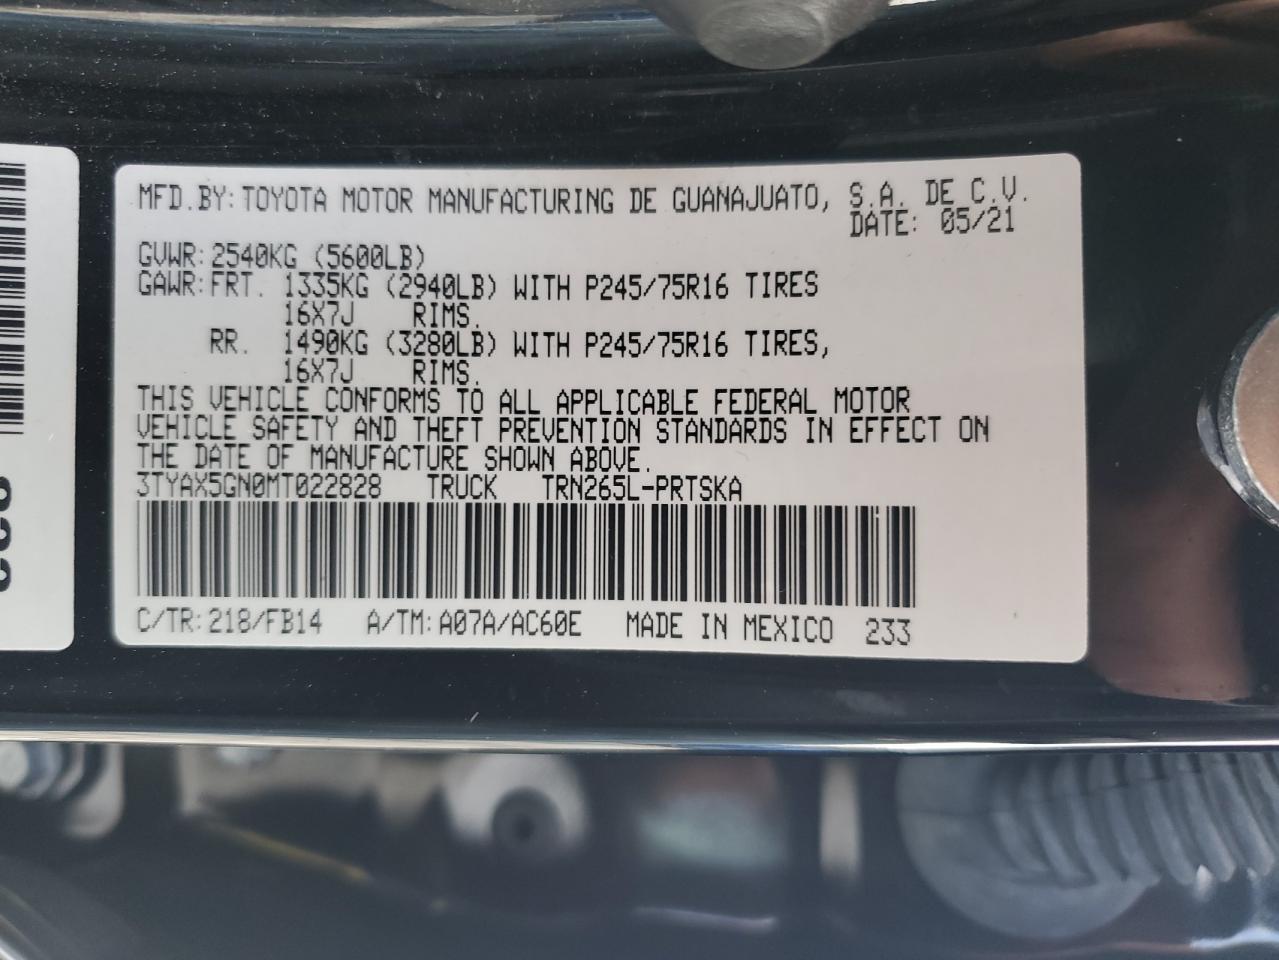 MFD.BY:TOYOTA MOTOR MANUFACTURING DE GUANAJUATO, S.A. DE C.V.
DATE: 05/21
GVWR:2540KG (5600LB)
GAWR:FRT. 1335KG (2940LB) WITH P245/75R16 TIRES
16X7J RIMS.
RR. 1490KG (3280LB) WITH P245/75R16 TIRES,
16X7J RIMS.
THIS VEHICLE CONFORMS TO ALL APPLICABLE FEDERAL MOTOR
VEHICLE SAFETY AND THEFT PREVENTION STANDARDS IN EFFECT ON
THE DATE OF MANUFACTURE SHOWN ABOVE.
3TYAX5GN0MT022828 TRUCK TRN265L-PRTSKA
C/TR:218/FB14 A/TM:A07A/AC60E MADE IN MEXICO 233